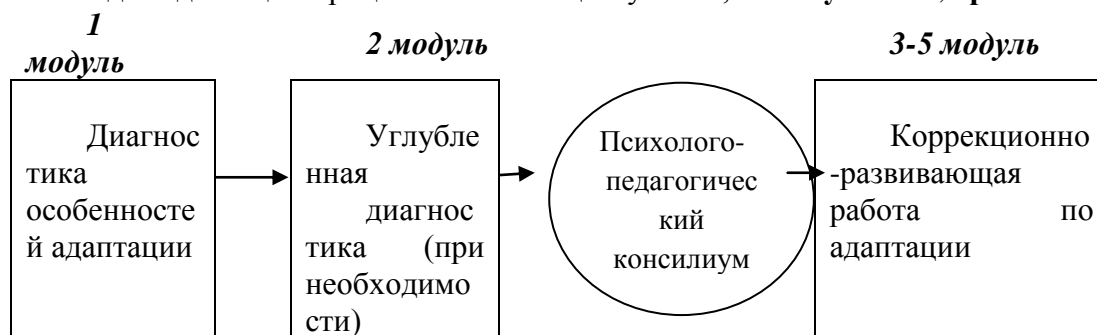 1
модуль
2 модуль
3-5 модуль
Диагнос
тика
особенносте
й адаптации
Углубле
нная
диагнос
тика (при
необходимо
сти)
Психолого-
педагогичес
кий
консилиум
Коррекционно
-развивающая
работа по
адаптации